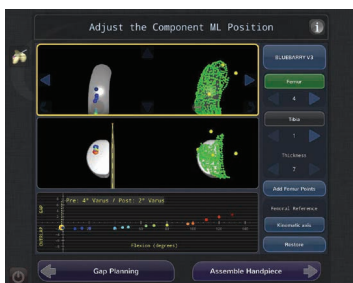 Adjust the Component ML Position
i
BLUEBARRY V3
Femur
4
Tibia
1
Thickness
7
Add Femur Points
Femoral Reference
Kinematic axis
Restore
GAP
OVERLAP
Pre: 4° Varus / Post: 2° Varus
Flexion (degrees)
Gap Planning
Assemble Handpiece